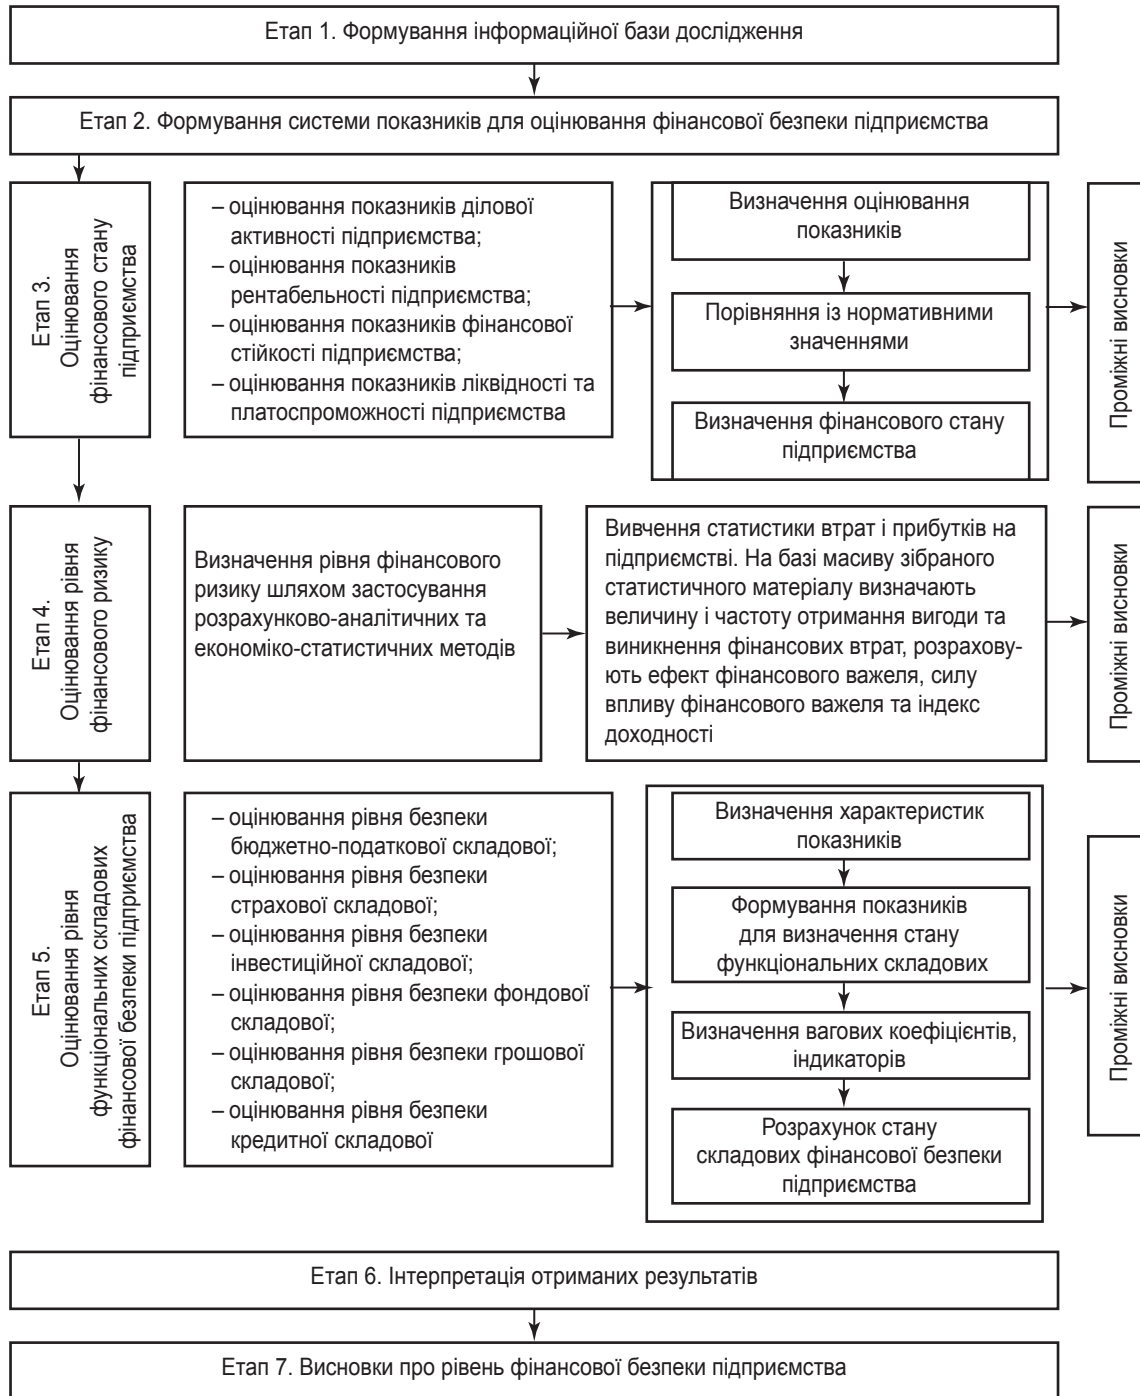 Етап 1. Формування інформаційної бази дослідження
Етап 2. Формування системи показників для оцінювання фінансової безпеки підприємства
Етап 3.
Оцінювання
фінансового стану
підприємства
– оцінювання показників ділової
активності підприємства;
– оцінювання показників
рентабельності підприємства;
– оцінювання показників фінансової
стійкості підприємства;
– оцінювання показників ліквідності та
платоспроможності підприємства
Визначення оцінювання
показників
Порівняння із нормативними
значеннями
Визначення фінансового стану
підприємства
Проміжні висновки
Етап 4.
Оцінювання рівня
фінансового ризику
Визначення рівня фінансового
ризику шляхом застосування
розрахунково-аналітичних та
економіко-статистичних методів
Вивчення статистики втрат і прибутків на
підприємстві. На базі масиву зібраного
статистичного матеріалу визначають
величину і частоту отримання вигоди та
виникнення фінансових втрат, розрахову-
ють ефект фінансового важеля, силу
впливу фінансового важеля та індекс
доходності
Проміжні висновки
Етап 5.
Оцінювання рівня
функціональних складових
фінансової безпеки підприємства
– оцінювання рівня безпеки
бюджетно-податкової складової;
– оцінювання рівня безпеки
страхової складової;
– оцінювання рівня безпеки
інвестиційної складової;
– оцінювання рівня безпеки фондової
складової;
– оцінювання рівня безпеки грошової
складової;
– оцінювання рівня безпеки
кредитної складової
Визначення характеристик
показників
Формування показників
для визначення стану
функціональних складових
Визначення вагових коефіцієнтів,
індикаторів
Розрахунок стану
складових фінансової безпеки
підприємства
Проміжні висновки
Етап 6. Інтерпретація отриманих результатів
Етап 7. Висновки про рівень фінансової безпеки підприємства